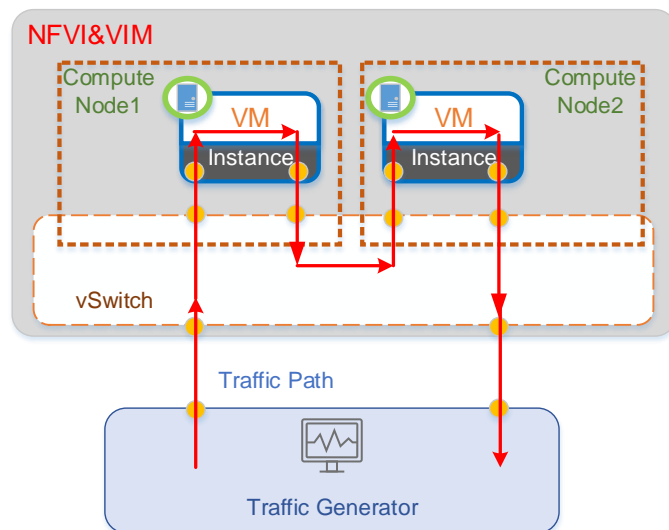 NFVI&VIM
Compute
Node1
VM
Instance
VM
Instance
Compute
Node2
vSwitch
Traffic Path
Traffic Generator